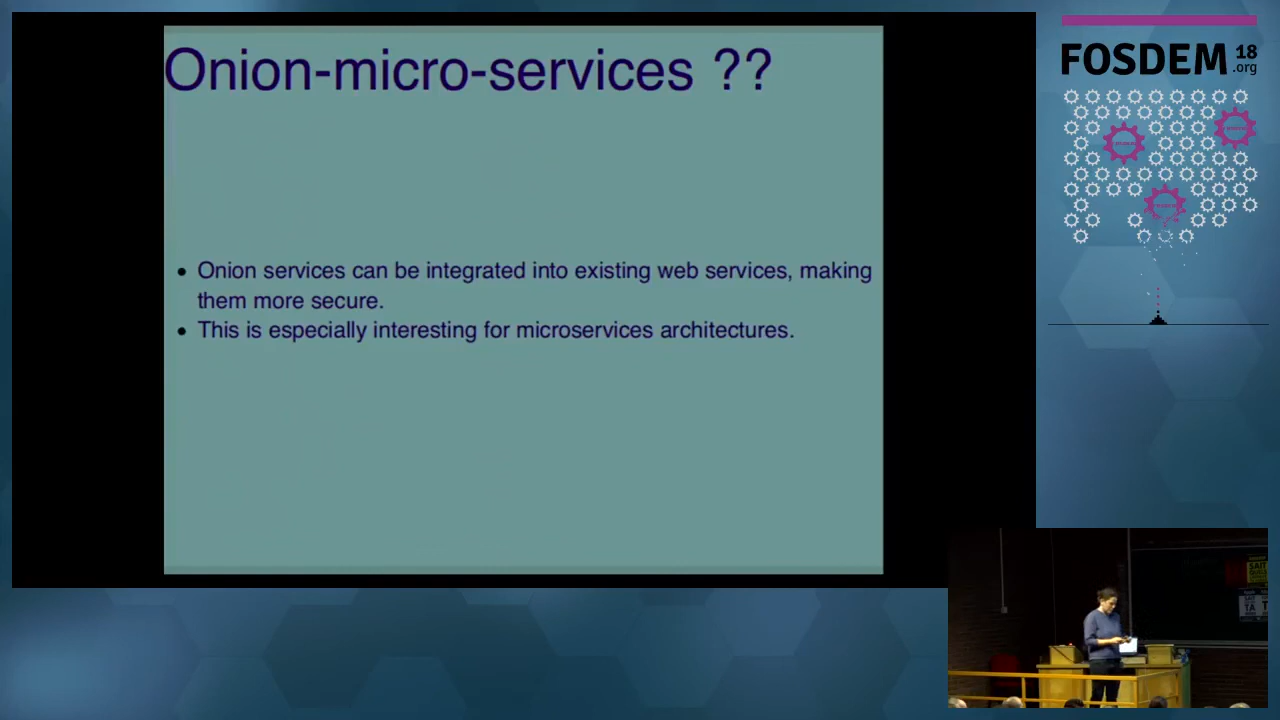 Onion-micro-services ??
Onion services can be integrated into existing web services, making
them more secure.
This is especially interesting for microservices architectures.
FOSDEM 18
.org
TA